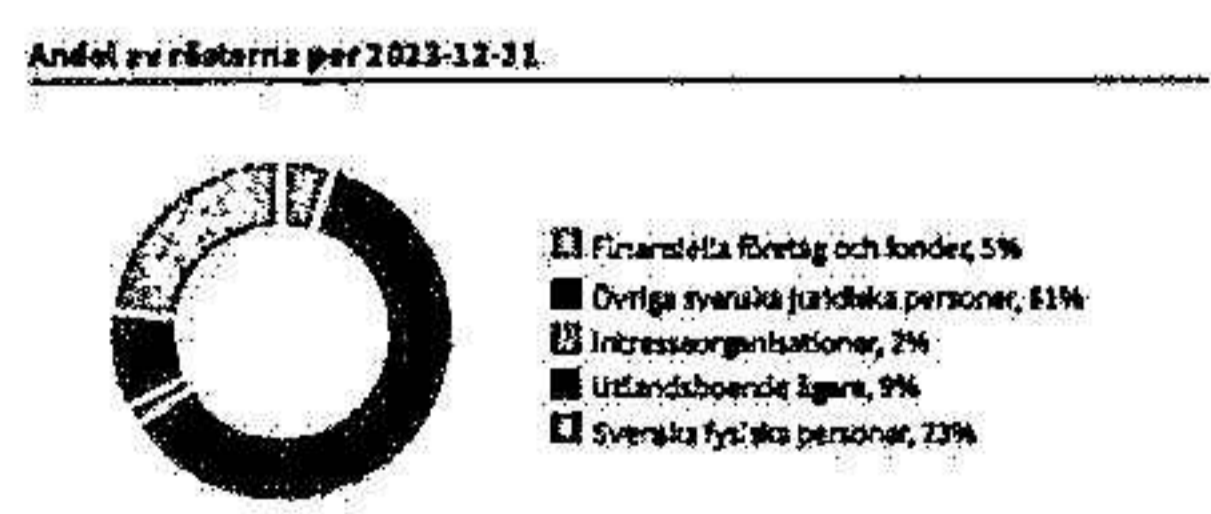 Andel av rösterna per 2023-12-31
Finansiella företag och fonder, 5%
Övriga svenska juridiska personer, 61%
Intresseorganisationer, 2%
Utlandsboende ägare, 9%
Svenska fysiska personer, 23%